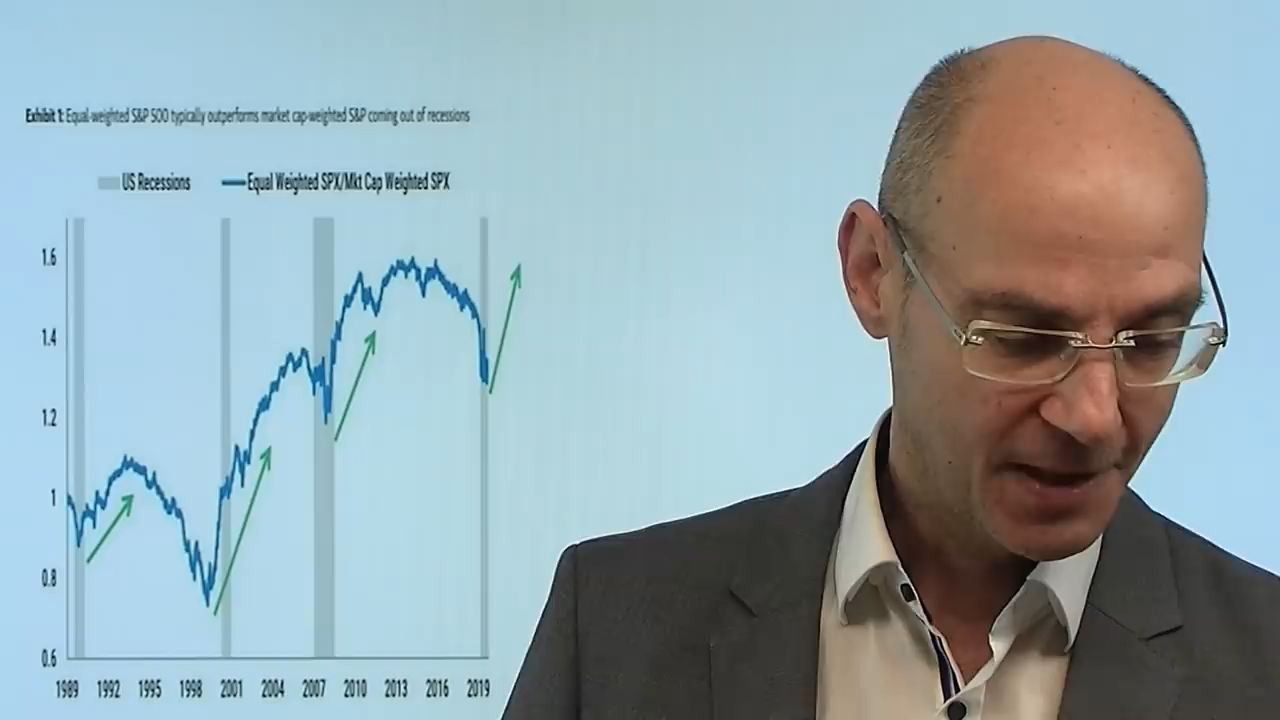 Exhibit 1: Equal-weighted S&P 500 typically outperforms market cap-weighted S&P coming out of recessions
US Recessions Equal Weighted SPX/Mkt Cap Weighted SPX
1.6
1.4
1.2
1
0.8
0.6
1989 1992 1995 1998 2001 2004 2007 2010 2013 2016 2019